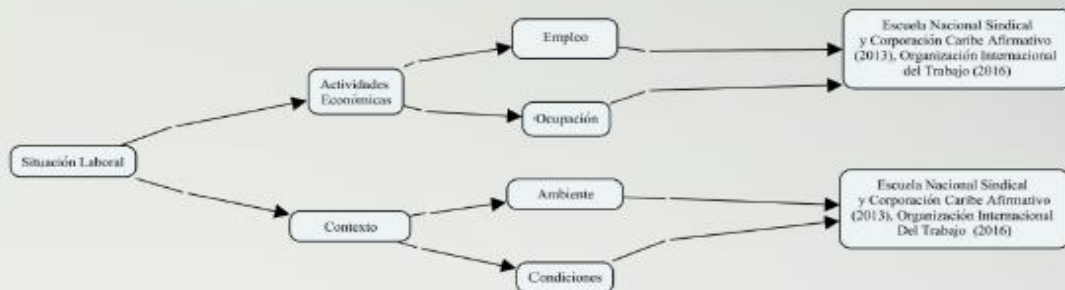 Situación Laboral
Actividades
Económicas
Contexto
Empleo
Ocupación
Ambiente
Condiciones
Escuela Nacional Sindical
y Corporación Caribe Afirmativo
(2013), Organización Internacional
del Trabajo (2016)
Escuela Nacional Sindical
y Corporación Caribe Afirmativo
(2013), Organización Internacional
Del Trabajo (2016)